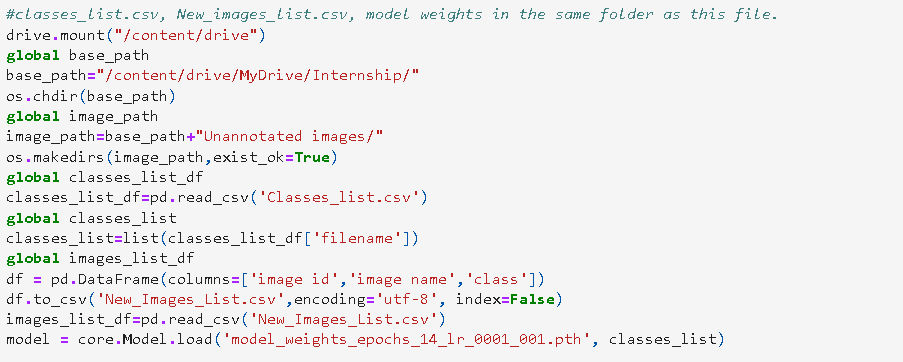 #classes_list.csv, New_images_list.csv, model weights in the same folder as this file.
drive.mount("/content/drive")
global base_path
base_path="/content/drive/MyDrive/Internship/"
os.chdir(base_path)
global image_path
image_path=base_path+"Unannotated images/"
os.makedirs(image_path,exist_ok=True)
global classes_list_df
classes_list_df=pd.read_csv('Classes_list.csv')
global classes_list
classes_list=list(classes_list_df['filename'])
global images_list_df
df = pd.DataFrame(columns=['image id','image name','class'])
df.to_csv('New_Images_List.csv',encoding='utf-8', index=False)
images_list_df=pd.read_csv('New_Images_List.csv')
model = core.Model.load('model_weights_epochs_14_lr_0001_001.pth', classes_list)